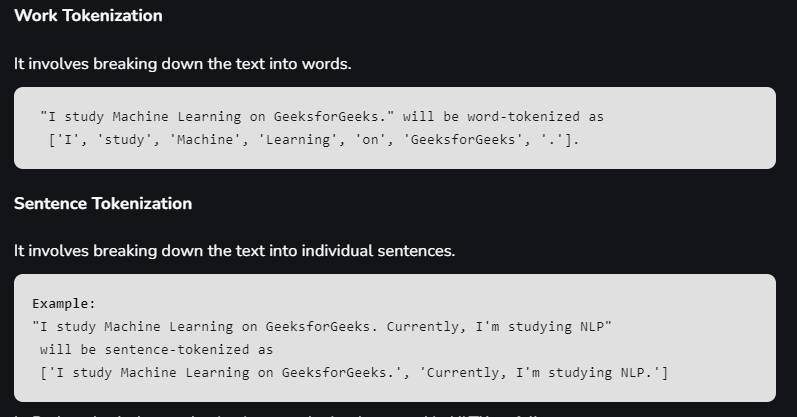 Work Tokenization
It involves breaking down the text into words.
"I study Machine Learning on GeeksforGeeks." will be word-tokenized as
['I', 'study', 'Machine', 'Learning', 'on', 'GeeksforGeeks', '.'].
Sentence Tokenization
It involves breaking down the text into individual sentences.
Example:
"I study Machine Learning on GeeksforGeeks. Currently, I'm studying NLP"
will be sentence-tokenized as
['I study Machine Learning on GeeksforGeeks.', 'Currently, I'm studying NLP.']